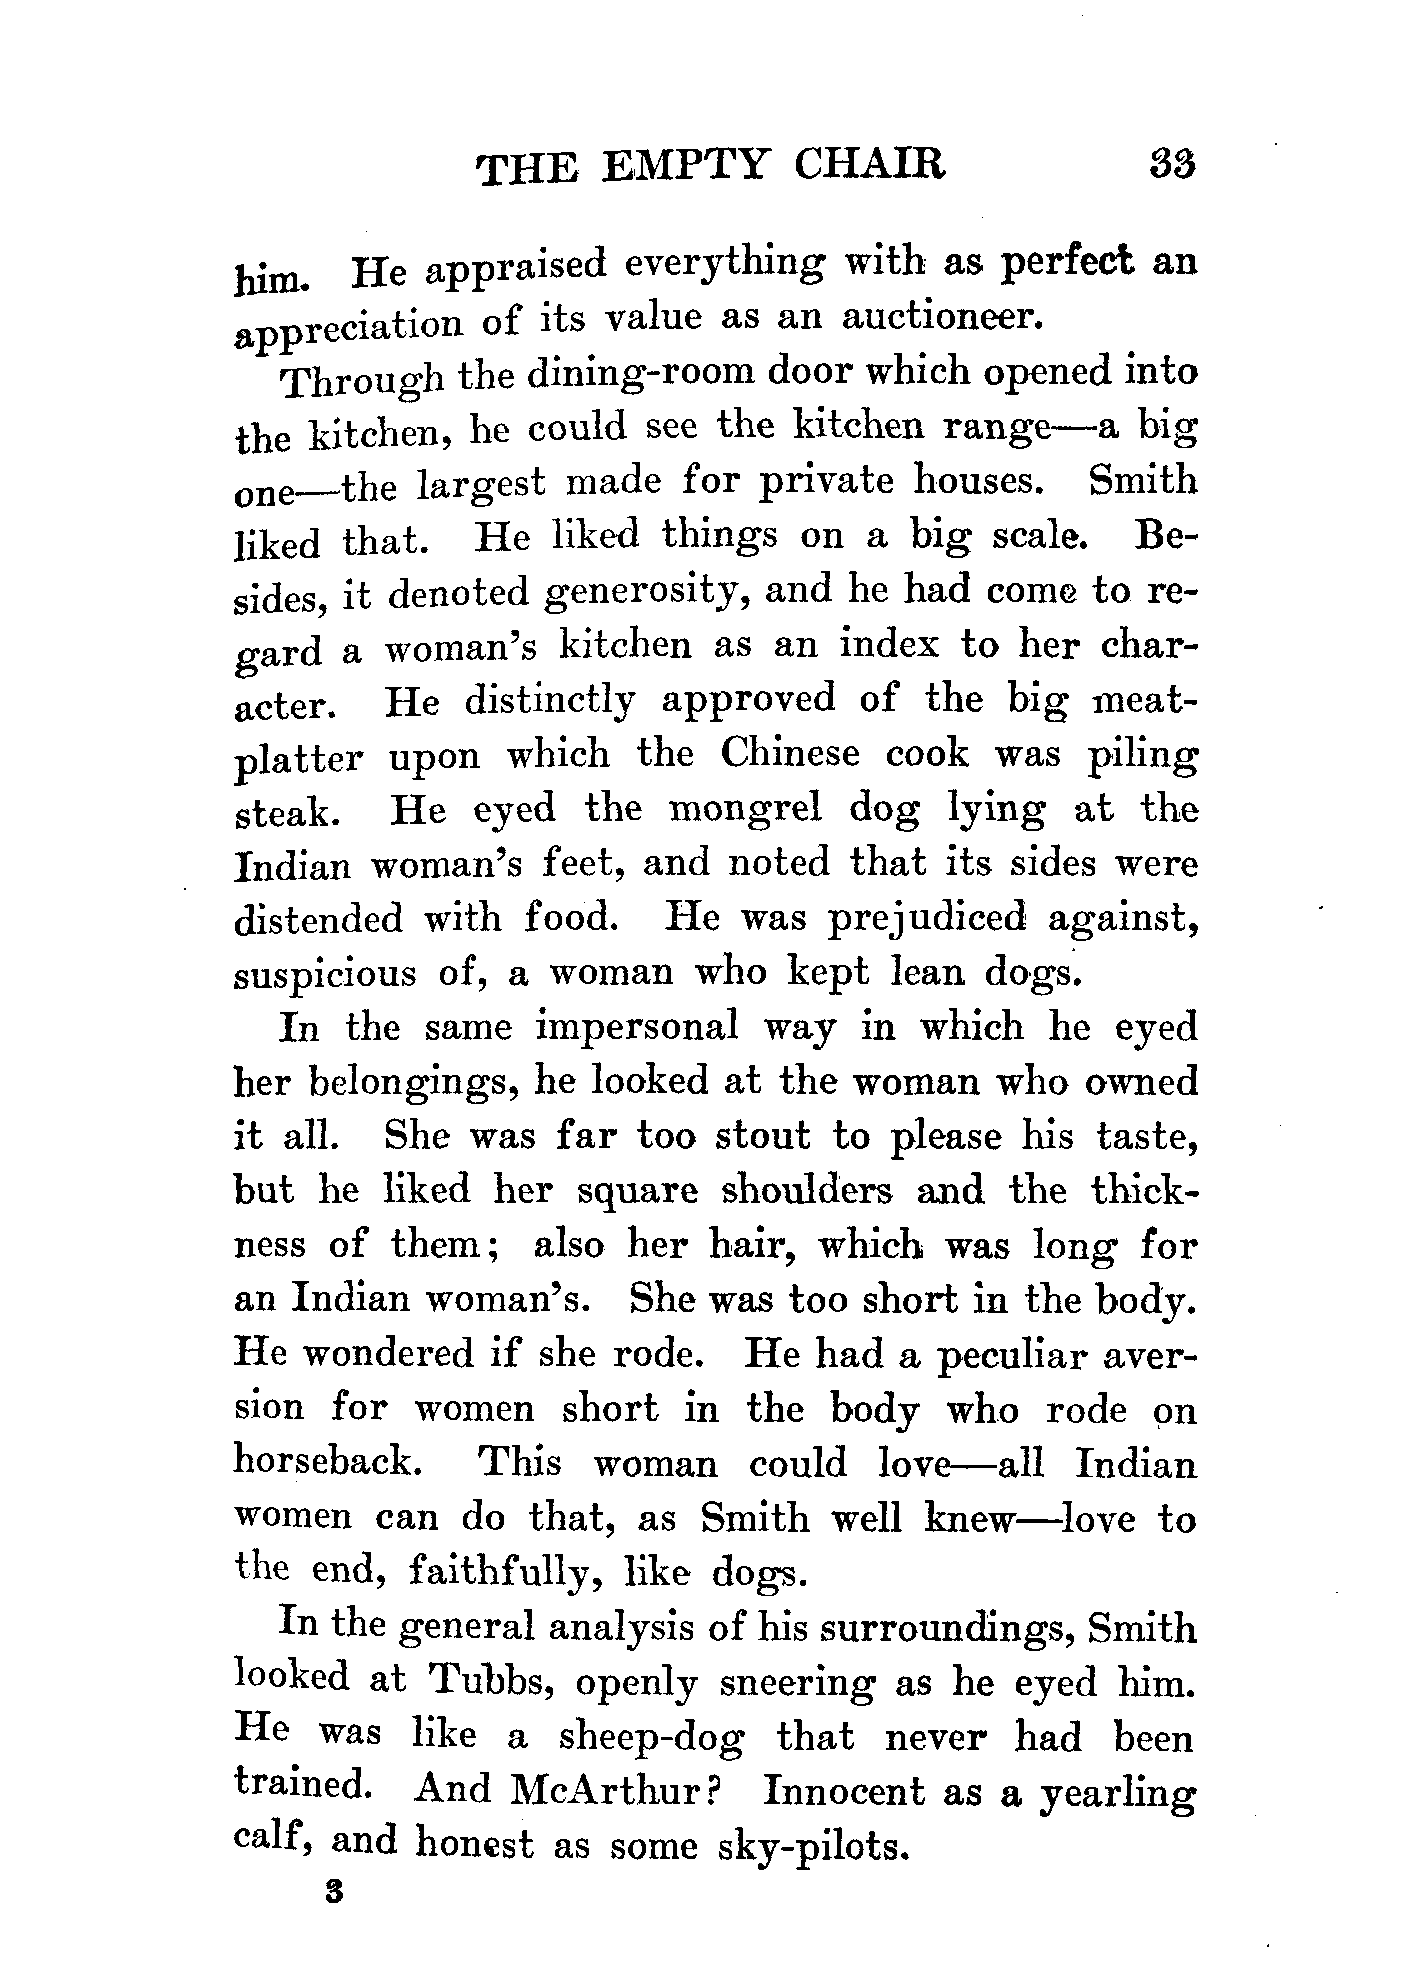 THE EMPTY CHAIR 33
him. He appraised everything with as perfect an
appreciation of its value as an auctioneer.
Through the dining-room door which opened into
the kitchen, he could see the kitchen range—a big
one—the largest made for private houses. Smith
liked that. He liked things on a big scale. Be-
sides, it denoted generosity, and he had come to re-
gard a woman's kitchen as an index to her char-
acter. He distinctly approved of the big meat-
platter upon which the Chinese cook was piling
steak. He eyed the mongrel dog lying at the
Indian woman's feet, and noted that its sides were
distended with food. He was prejudiced against,
suspicious of, a woman who kept lean dogs.
In the same impersonal way in which he eyed
her belongings, he looked at the woman who owned
it all. She was far too stout to please his taste,
but he liked her square shoulders and the thick-
ness of them; also her hair, which was long for
an Indian woman's. She was too short in the body.
He wondered if she rode. He had a peculiar aver-
sion for women short in the body who rode on
horseback. This woman could love—all Indian
women can do that, as Smith well knew—love to
the end, faithfully, like dogs.
In the general analysis of his surroundings, Smith
looked at Tubbs, openly sneering as he eyed him.
He was like a sheep-dog that never had been
trained. And McArthur? Innocent as a yearling
calf, and honest as some sky-pilots.
3